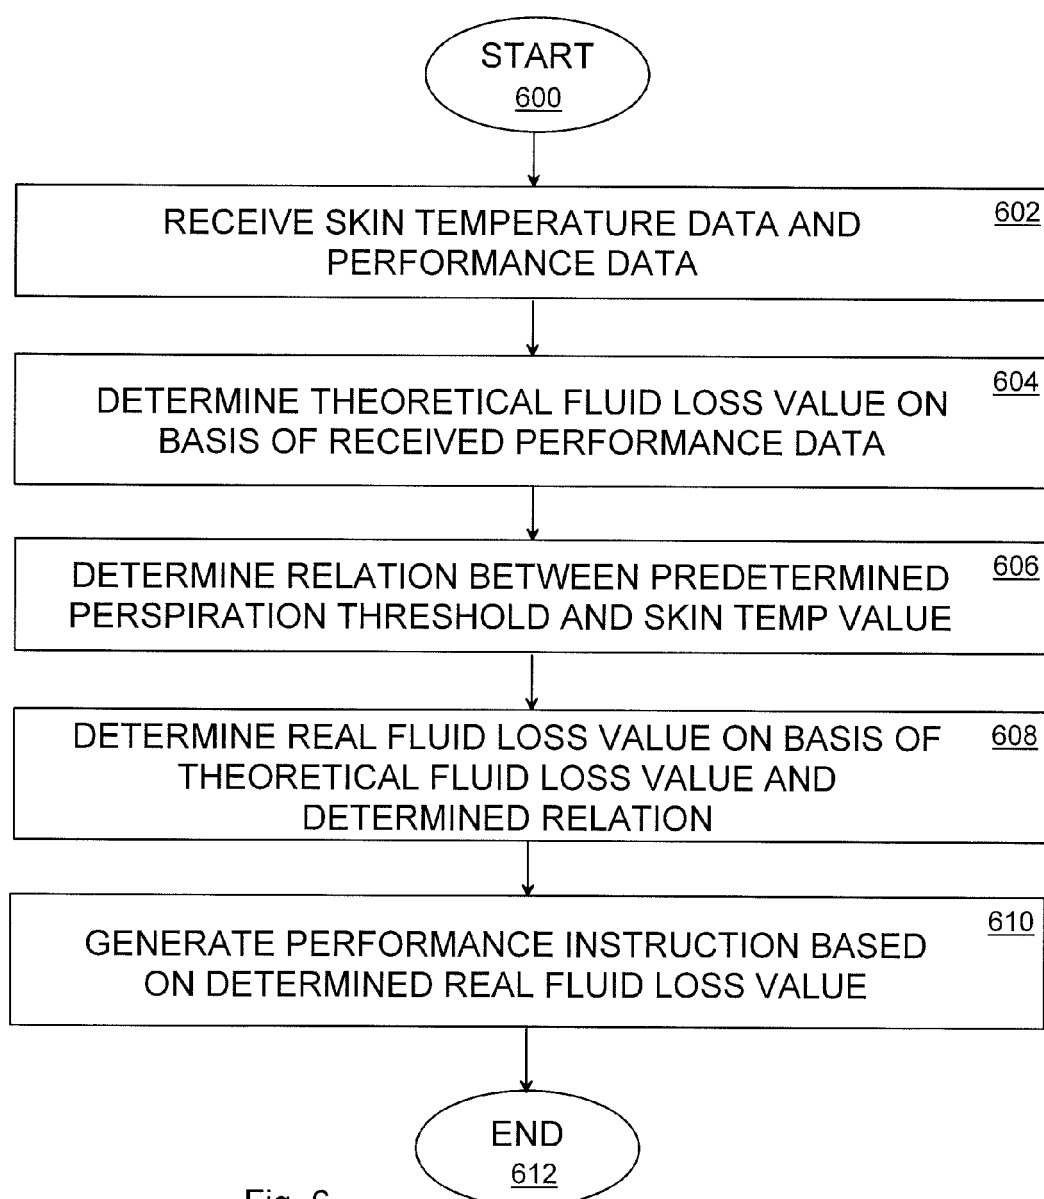 START
600
602
RECEIVE SKIN TEMPERATURE DATA AND
PERFORMANCE DATA
604
DETERMINE THEORETICAL FLUID LOSS VALUE ON
BASIS OF RECEIVED PERFORMANCE DATA
606
DETERMINE RELATION BETWEEN PREDETERMINED
PERSPIRATION THRESHOLD AND SKIN TEMP VALUE
608
DETERMINE REAL FLUID LOSS VALUE ON BASIS OF
THEORETICAL FLUID LOSS VALUE AND
DETERMINED RELATION
610
GENERATE PERFORMANCE INSTRUCTION BASED
ON DETERMINED REAL FLUID LOSS VALUE
END
612
Fig. 6